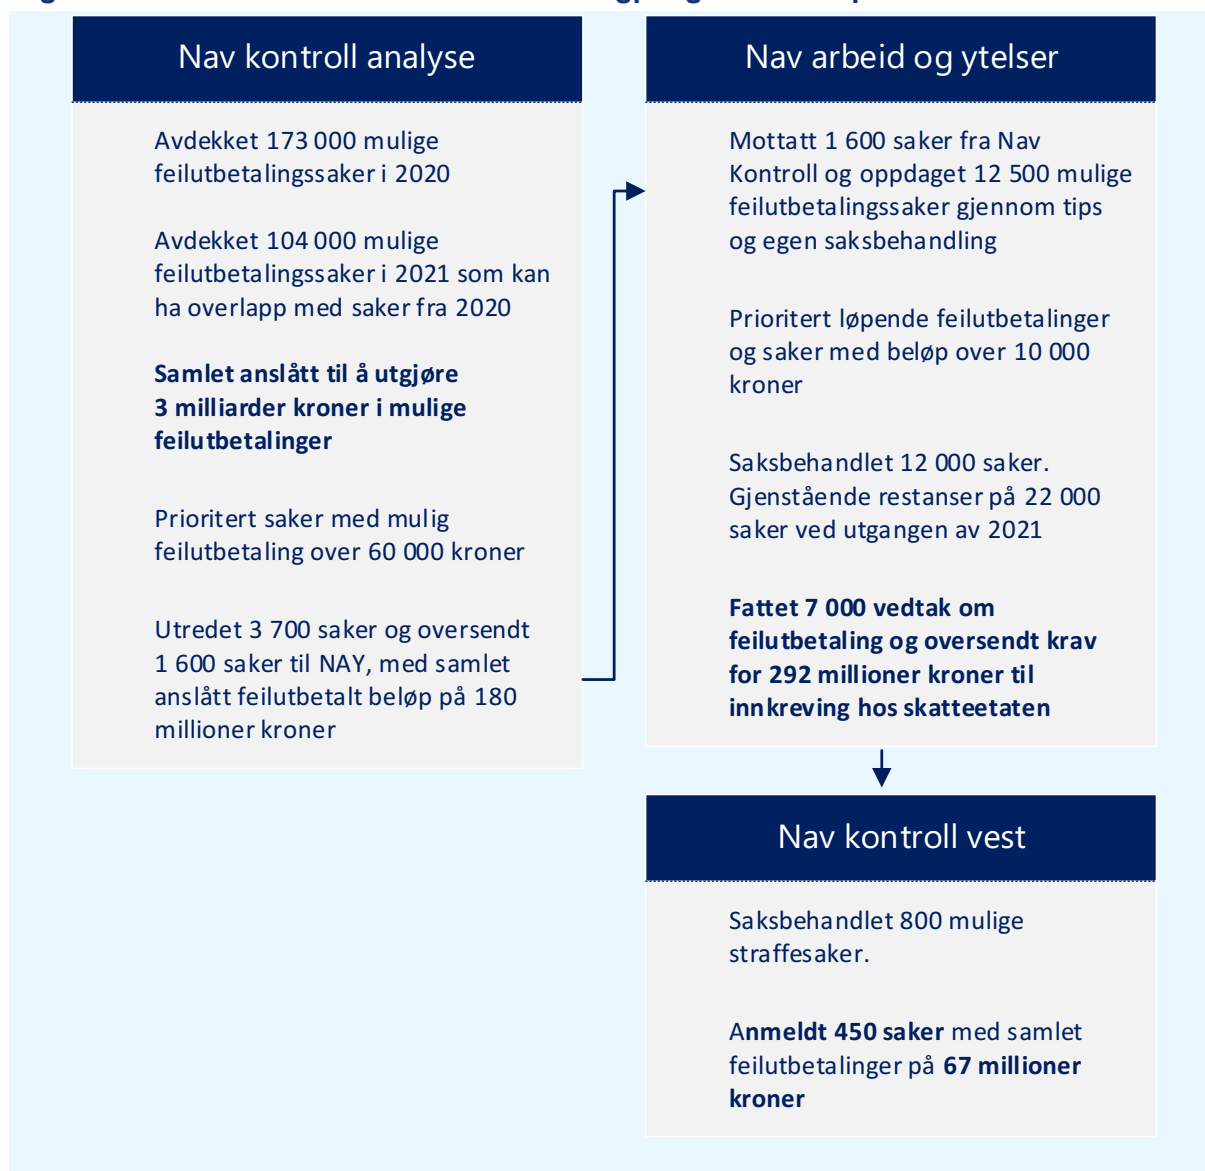 Nav kontroll analyse
Avdekket 173 000 mulige
feilutbetalingssaker i 2020
Avdekket 104 000 mulige
feilutbetalingssaker i 2021 som kan
ha overlapp med saker fra 2020
Samlet anslått til å utgjøre
3 milliarder kroner i mulige
feilutbetalinger
Prioritert saker med mulig
feilutbetaling over 60 000 kroner
Utredet 3 700 saker og oversendt
1 600 saker til NAY, med samlet
anslått feilutbetalt beløp på 180
millioner kroner
Nav arbeid og ytelser
Mottatt 1 600 saker fra Nav
Kontroll og oppdaget 12 500 mulige
feilutbetalingssaker gjennom tips
og egen saksbehandling
Prioritert løpende feilutbetalinger
og saker med beløp over 10 000
kroner
Saksbehandlet 12 000 saker.
Gjenstående restanser på 22 000
saker ved utgangen av 2021
Fattet 7 000 vedtak om
feilutbetaling og oversendt krav
for 292 millioner kroner til
innkreving hos skatteetaten
Nav kontroll vest
Saksbehandlet 800 mulige
straffesaker.
Anmeldt 450 saker med samlet
feilutbetalinger på 67 millioner
kroner